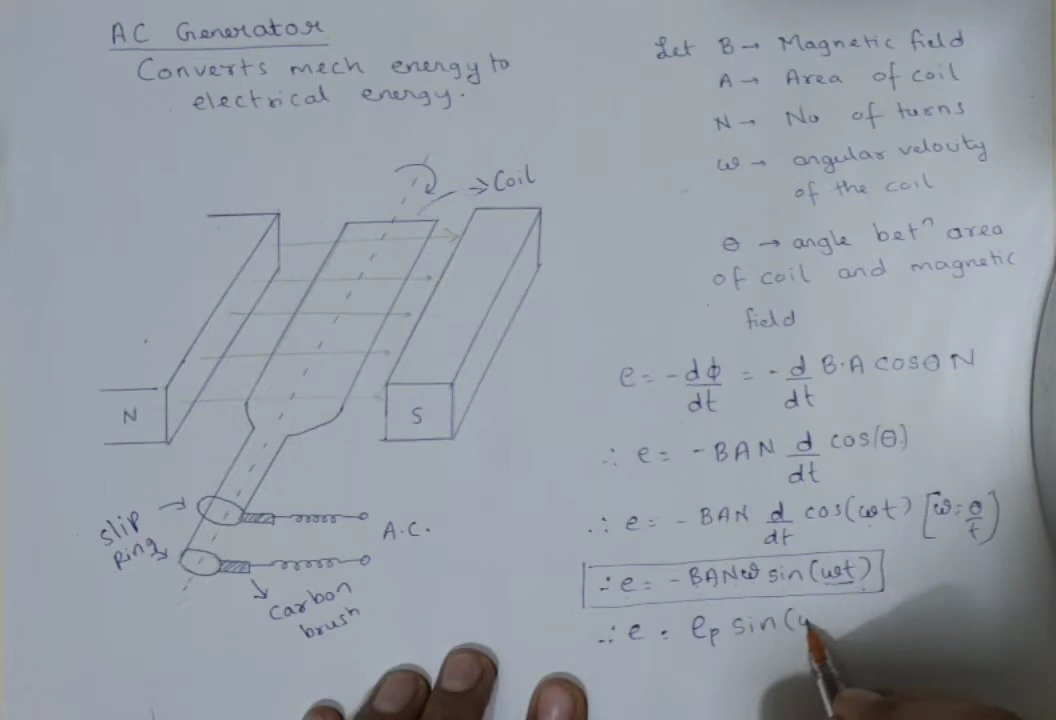 AC Generator
Converts mech energy to
electrical energy.
Coil
N
S
slip
ring
A.C.
Carbon
brush
Let B → Magnetic field
A → Area of coil
N → No of turns
ω → angular velocity
of the coil
θ → angle betⁿ area
of coil and magnetic
field
e = -dϕ/dt = -d/dt B·A cosθ N
∴ e = -BAN d/dt cos(θ)
∴ e = -BAN d/dt cos(ωt) [ω = θ/t]
∴ e = -BANω sin(ωt)
∴ e = eₚ sin(